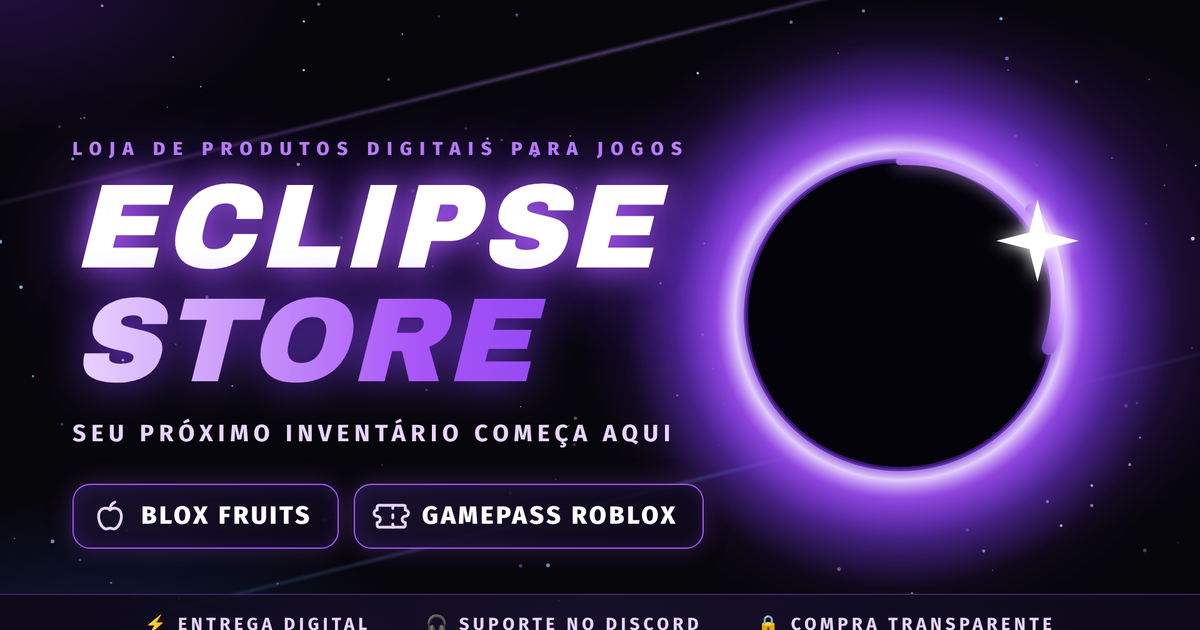 LOJA DE PRODUTOS DIGITAIS PARA JOGOS
ECLIPSE
STORE
SEU PRÓXIMO INVENTÁRIO COMEÇA AQUI
BLOX FRUITS
GAMEPASS ROBLOX
⚡ ENTREGA DIGITAL
🎧 SUPORTE NO DISCORD
🔒 COMPRA TRANSPARENTE